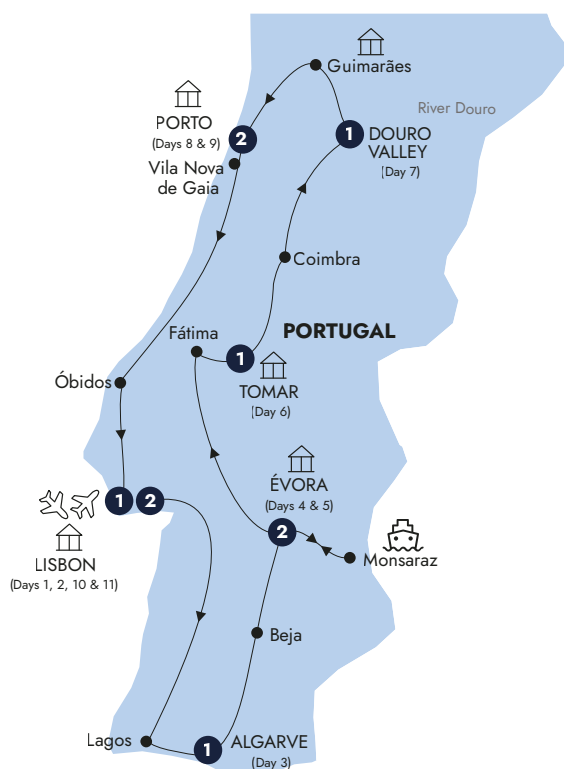 Guimarães
River Douro
PORTO
(Days 8 & 9)
2
1
DOURO
VALLEY
(Day 7)
Vila Nova
de Gaia
Coimbra
PORTUGAL
Fátima
1
TOMAR
(Day 6)
Óbidos
ÉVORA
(Days 4 & 5)
1
2
2
LISBON
(Days 1, 2, 10 & 11)
Monsaraz
Beja
Lagos
1
ALGARVE
(Day 3)